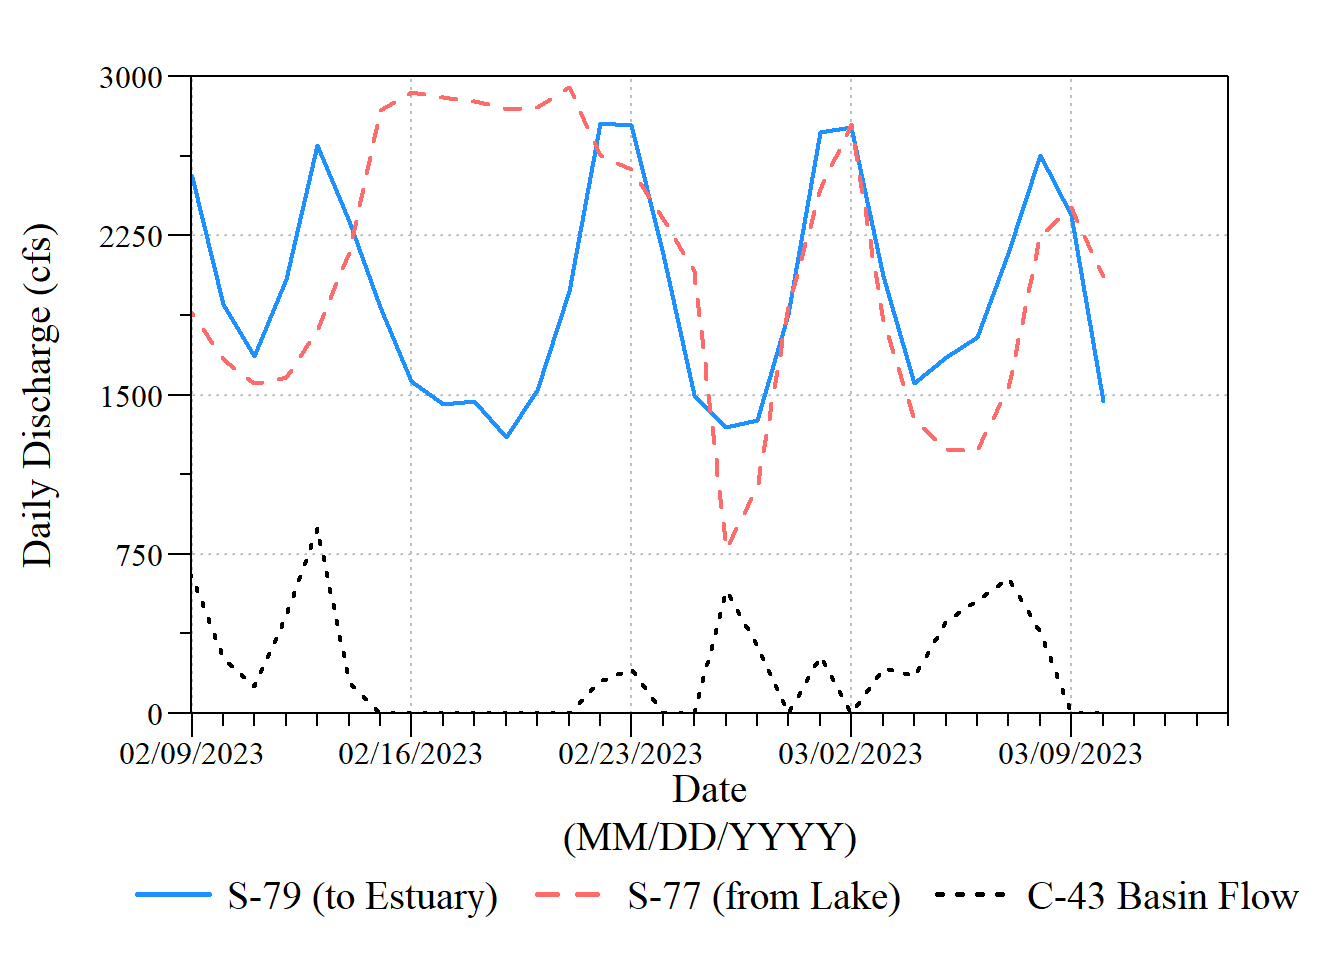 3000
2250
1500
750
0
Daily Discharge (cfs)
02/09/2023 02/16/2023 02/23/2023 03/02/2023 03/09/2023
Date
(MM/DD/YYYY)
S-79 (to Estuary) S-77 (from Lake) C-43 Basin Flow